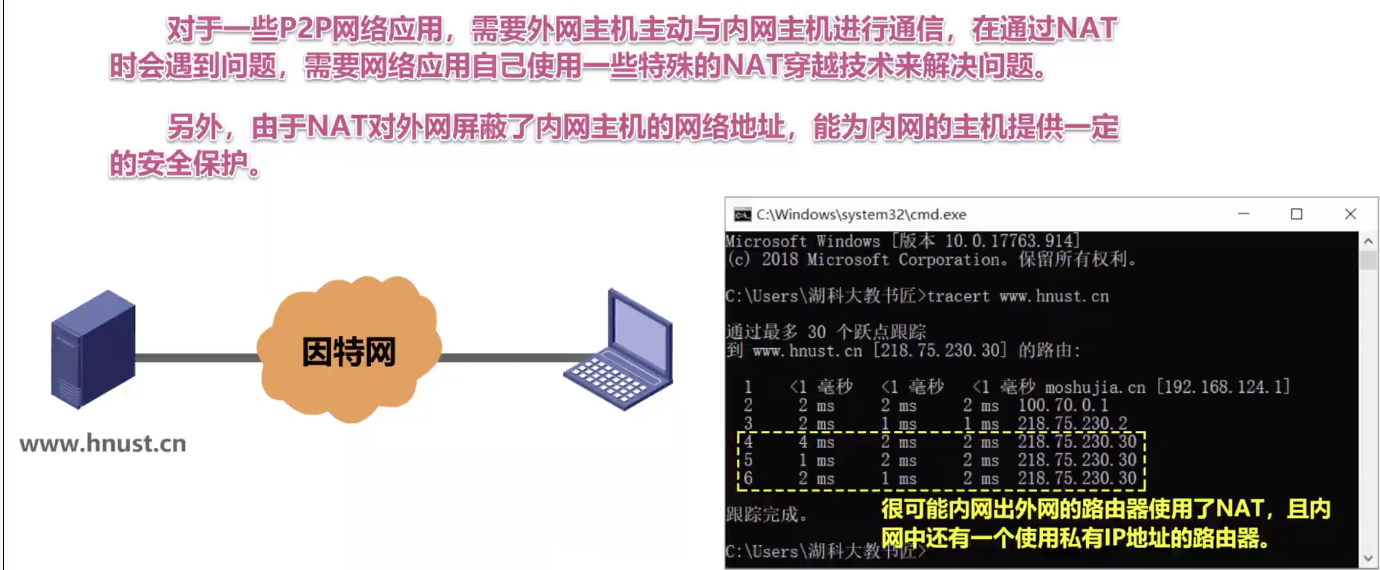 对于一些P2P网络应用，需要外网主机主动与内网主机进行通信，在通过NAT
时会遇到问题，需要网络应用自己使用一些特殊的NAT穿越技术来解决问题。
另外，由于NAT对外网屏蔽了内网主机的网络地址，能为内网的主机提供一定
的安全保护。
因特网
www.hnust.cn
C:\Windows\system32\cmd.exe
Microsoft Windows [版本 10.0.17763.914]
(c) 2018 Microsoft Corporation。保留所有权利。
C:\Users\湖科大教书匠>tracert www.hnust.cn
通过最多 30 个跃点跟踪
到 www.hnust.cn [218.75.230.30] 的路由:
1 <1 毫秒 <1 毫秒 <1 毫秒 moshujia.cn [192.168.124.1]
2 2 ms 2 ms 2 ms 100.70.0.1
3 2 ms 1 ms 1 ms 218.75.230.2
4 4 ms 2 ms 2 ms 218.75.230.30
5 1 ms 2 ms 2 ms 218.75.230.30
6 2 ms 1 ms 2 ms 218.75.230.30
跟踪完成。
很可能内网出外网的路由器使用了NAT，且内
网中还有一个使用私有IP地址的路由器。
C:\Users\湖科大教书匠>